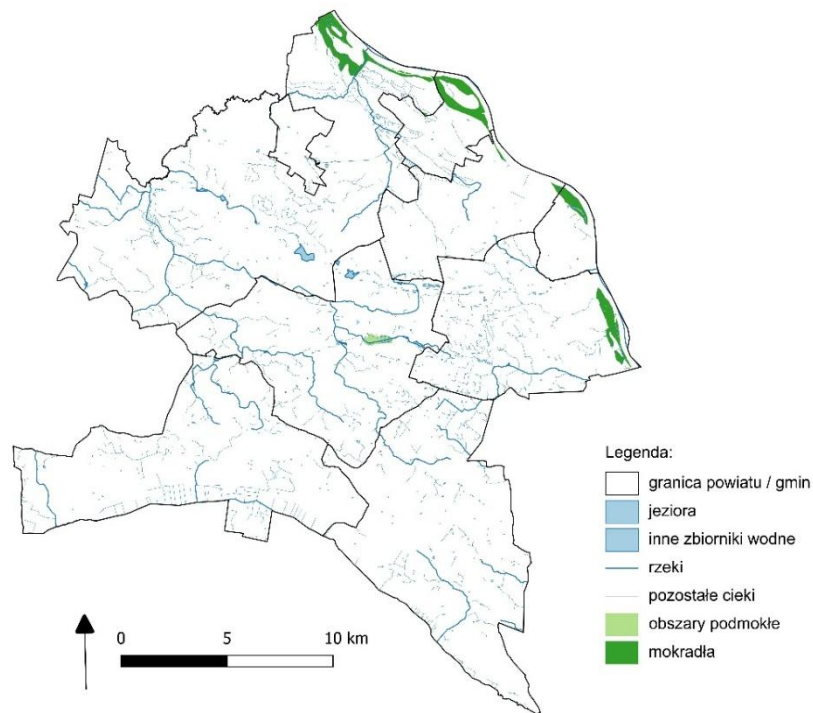 Legenda:
granica powiatu / gmin
jeziora
inne zbiorniki wodne
rzeki
pozostałe cieki
obszary podmokłe
mokradła
0 5 10 km